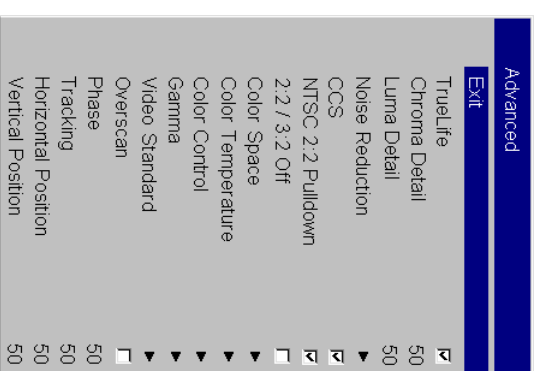 Advanced
Exit
TrueLife
Chroma Detail 50
Luma Detail 50
Noise Reduction
CCS
NTSC 2:2 Pulldown
2:2 / 3:2 Off
Color Space
Color Temperature
Color Control
Gamma
Video Standard
Overscan
Phase 50
Tracking 50
Horizontal Position 50
Vertical Position 50